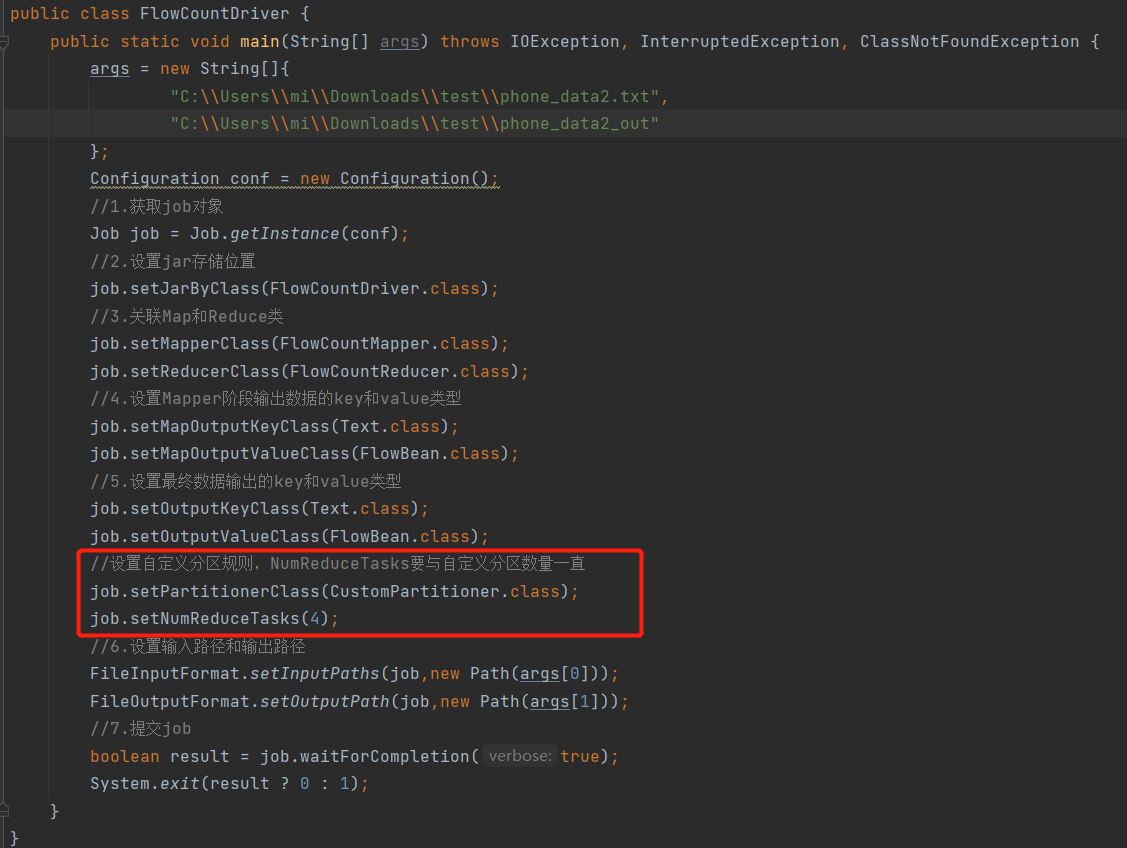 public class FlowCountDriver {
    public static void main(String[] args) throws IOException, InterruptedException, ClassNotFoundException {
        args = new String[]{
                "C:\\Users\\mi\\Downloads\\test\\phone_data2.txt",
                "C:\\Users\\mi\\Downloads\\test\\phone_data2_out"
        };
        Configuration conf = new Configuration();
        //1.获取job对象
        Job job = Job.getInstance(conf);
        //2.设置jar存储位置
        job.setJarByClass(FlowCountDriver.class);
        //3.关联Map和Reduce类
        job.setMapperClass(FlowCountMapper.class);
        job.setReducerClass(FlowCountReducer.class);
        //4.设置Mapper阶段输出数据的key和value类型
        job.setMapOutputKeyClass(Text.class);
        job.setMapOutputValueClass(FlowBean.class);
        //5.设置最终数据输出的key和value类型
        job.setOutputKeyClass(Text.class);
        job.setOutputValueClass(FlowBean.class);
        //设置自定义分区规则，NumReduceTasks要与自定义分区数量一直
        job.setPartitionerClass(CustomPartitioner.class);
        job.setNumReduceTasks(4);
        //6.设置输入路径和输出路径
        FileInputFormat.setInputPaths(job,new Path(args[0]));
        FileOutputFormat.setOutputPath(job,new Path(args[1]));
        //7.提交job
        boolean result = job.waitForCompletion( verbose: true);
        System.exit(result ? 0 : 1);
    }
}